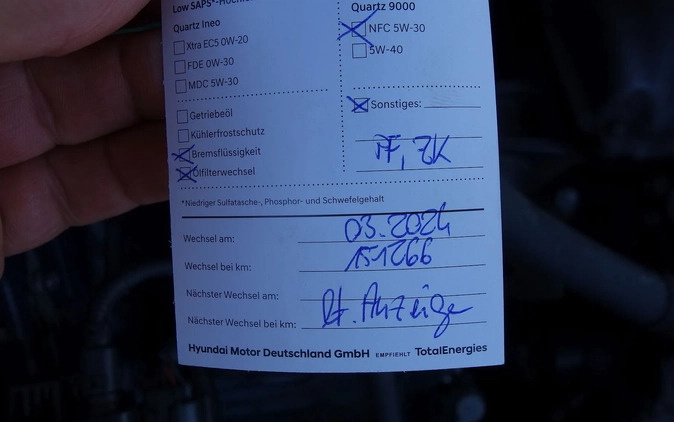 Low SAPS*-Hochlei
Quartz Ineo
Xtra EC5 0W-20
FDE 0W-30
MDC 5W-30
Getriebeöl
Kühlerfrostschutz
Bremsflüssigkeit
Ölfilterwechsel
Quartz 9000
NFC 5W-30
5W-40
Sonstiges:
PF, ZK
*Niedriger Sulfatasche-, Phosphor- und Schwefelgehalt
Wechsel am: 03.2024
Wechsel bei km: 151266
Nächster Wechsel am:
Nächster Wechsel bei km: lt. Anzeige
Hyundai Motor Deutschland GmbH EMPFIEHLT TotalEnergies